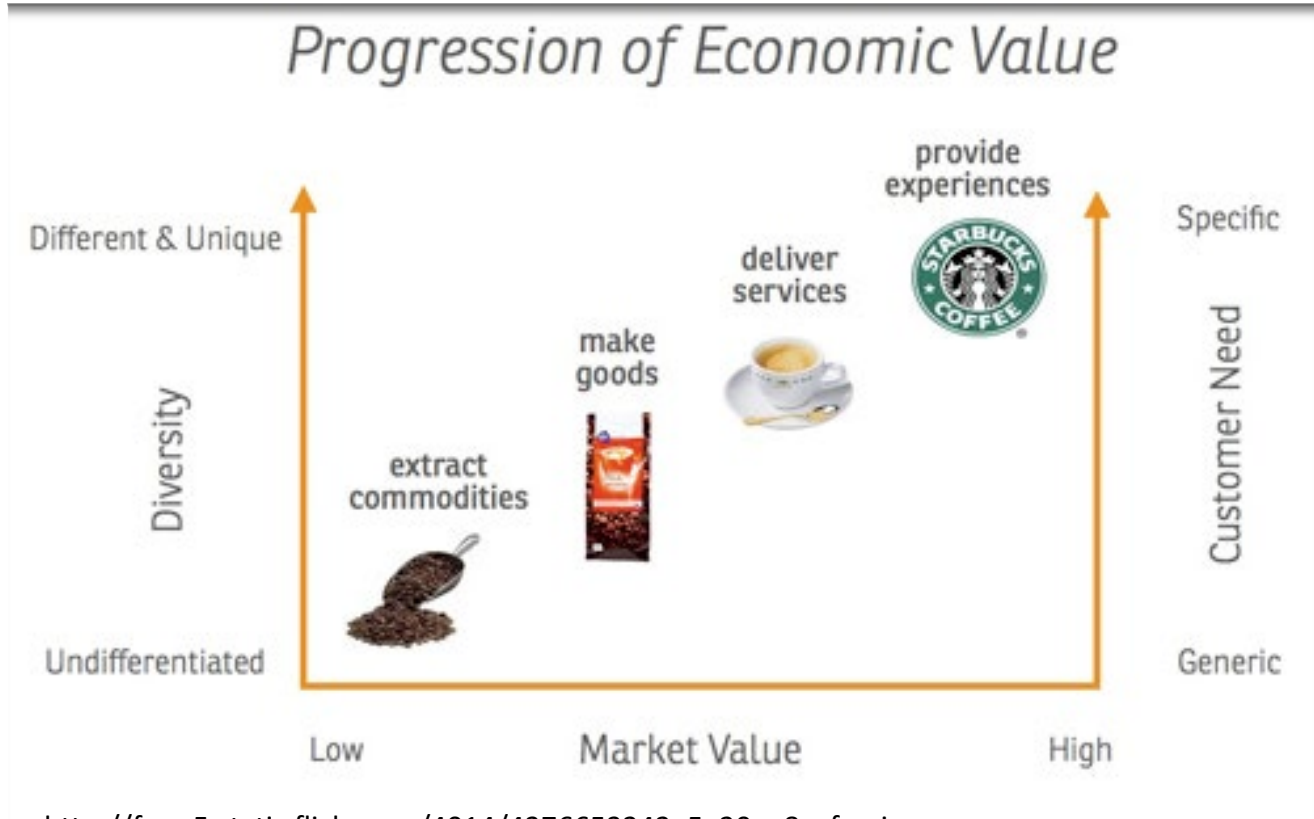 Progression of Economic Value
provide
experiences
Different & Unique
Specific
STARBUCKS
COFFEE
deliver
services
make
goods
Diversity
Customer Need
extract
commodities
Undifferentiated
Generic
Low
Market Value
High